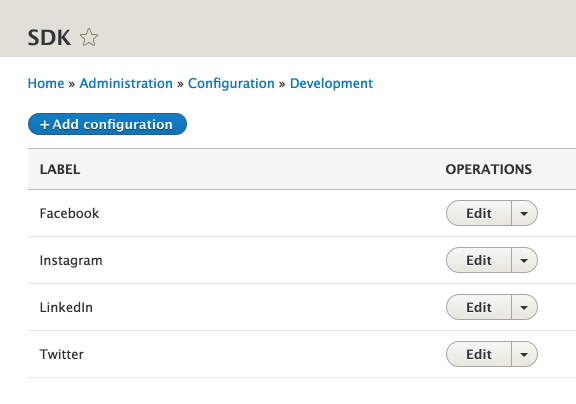 SDK
Home » Administration » Configuration » Development
+ Add configuration
LABEL OPERATIONS
Facebook Edit
Instagram Edit
LinkedIn Edit
Twitter Edit